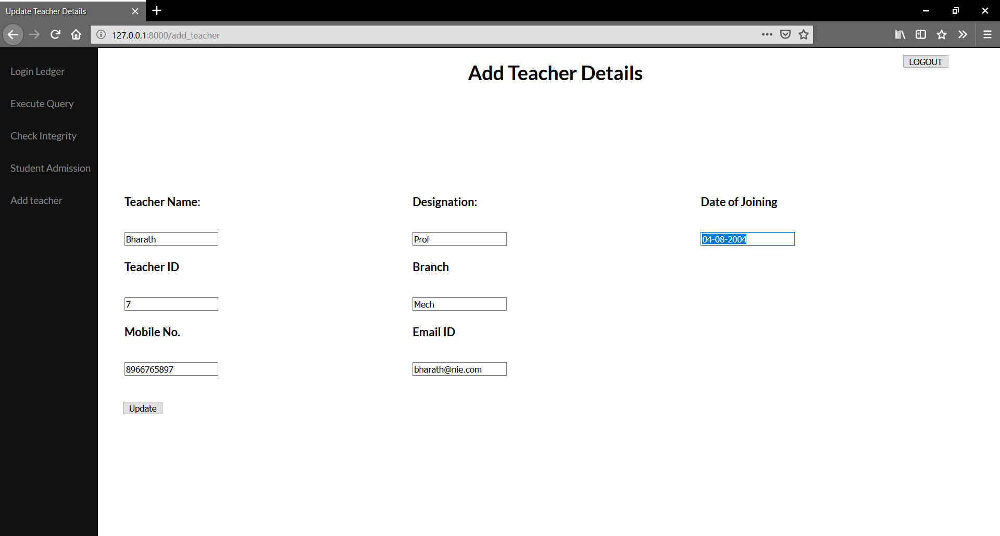 Update Teacher Details
127.0.0.1:8000/add_teacher
LOGOUT
Add Teacher Details
Login Ledger
Execute Query
Check Integrity
Student Admission
Add teacher
Teacher Name: Designation: Date of Joining
Bharath Prof 04-08-2004
Teacher ID Branch
7 Mech
Mobile No. Email ID
8966765897 bharath@nie.com
Update